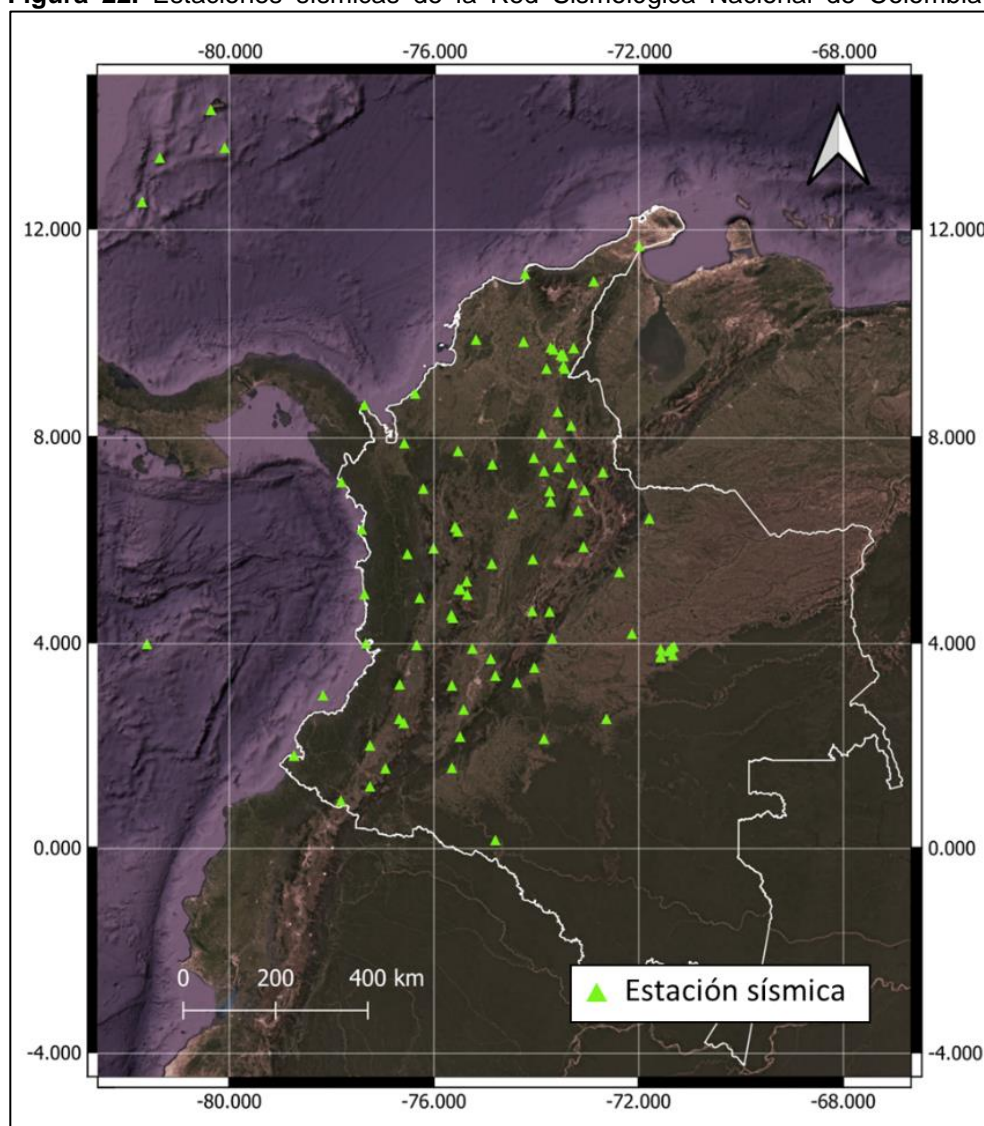 Figura 22. Estaciones sísmicas de la Red Sismológica Nacional de Colombia
-80.000 -76.000 -72.000 -68.000
12.000 12.000
8.000 8.000
4.000 4.000
0.000 0.000
0 200 400 km
Estación sísmica
-4.000 -4.000
-80.000 -76.000 -72.000 -68.000